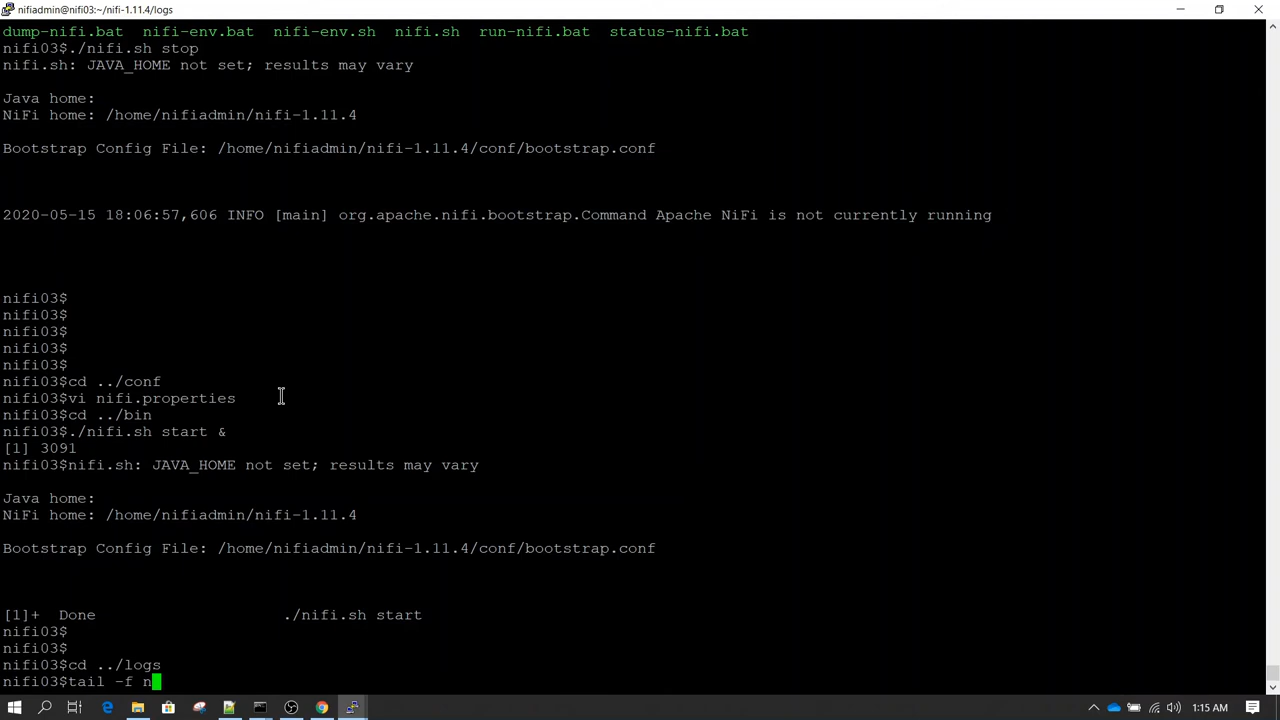 nifiadmin@nifi03:~/nifi-1.11.4/logs
dump-nifi.bat nifi-env.bat nifi-env.sh nifi.sh run-nifi.bat status-nifi.bat
nifi03$./nifi.sh stop
nifi.sh: JAVA_HOME not set; results may vary
Java home:
NiFi home: /home/nifiadmin/nifi-1.11.4
Bootstrap Config File: /home/nifiadmin/nifi-1.11.4/conf/bootstrap.conf
2020-05-15 18:06:57,606 INFO [main] org.apache.nifi.bootstrap.Command Apache NiFi is not currently running
nifi03$
nifi03$
nifi03$
nifi03$
nifi03$
nifi03$cd ../conf
nifi03$vi nifi.properties
nifi03$cd ../bin
nifi03$./nifi.sh start &
[1] 3091
nifi03$nifi.sh: JAVA_HOME not set; results may vary
Java home:
NiFi home: /home/nifiadmin/nifi-1.11.4
Bootstrap Config File: /home/nifiadmin/nifi-1.11.4/conf/bootstrap.conf
[1]+ Done ./nifi.sh start
nifi03$
nifi03$
nifi03$cd ../logs
nifi03$tail -f n
1:15 AM